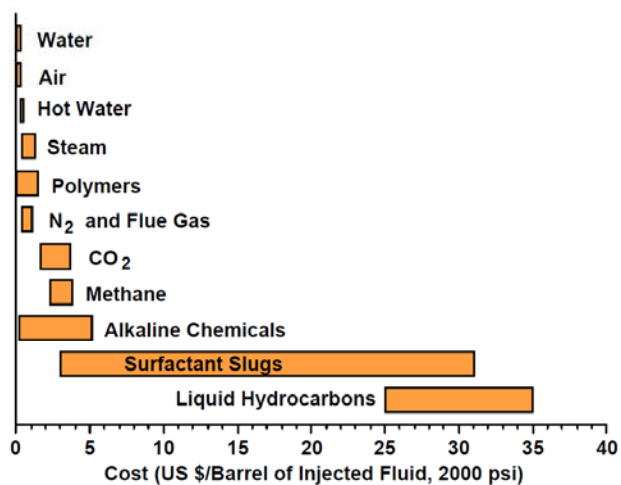 Water
Air
Hot Water
Steam
Polymers
N2 and Flue Gas
CO2
Methane
Alkaline Chemicals
Surfactant Slugs
Liquid Hydrocarbons
0 5 10 15 20 25 30 35 40
Cost (US $/Barrel of Injected Fluid, 2000 psi)